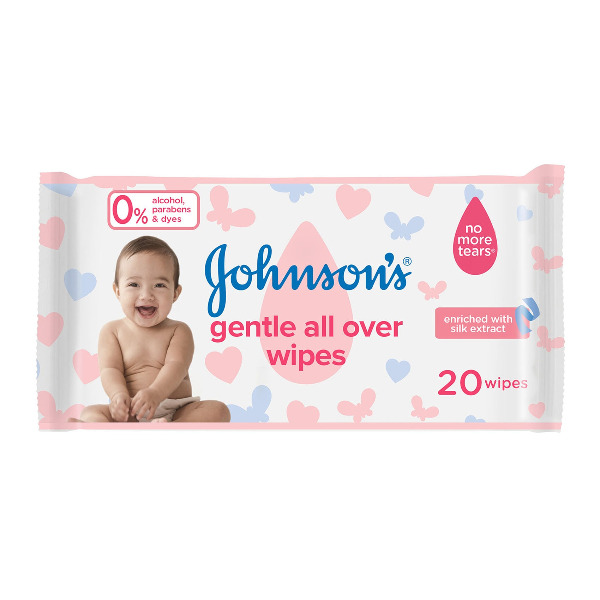 0% alcohol,
parabens
& dyes
Johnson's®
gentle all over
wipes
no
more
tears®
enriched with
silk extract
20 wipes